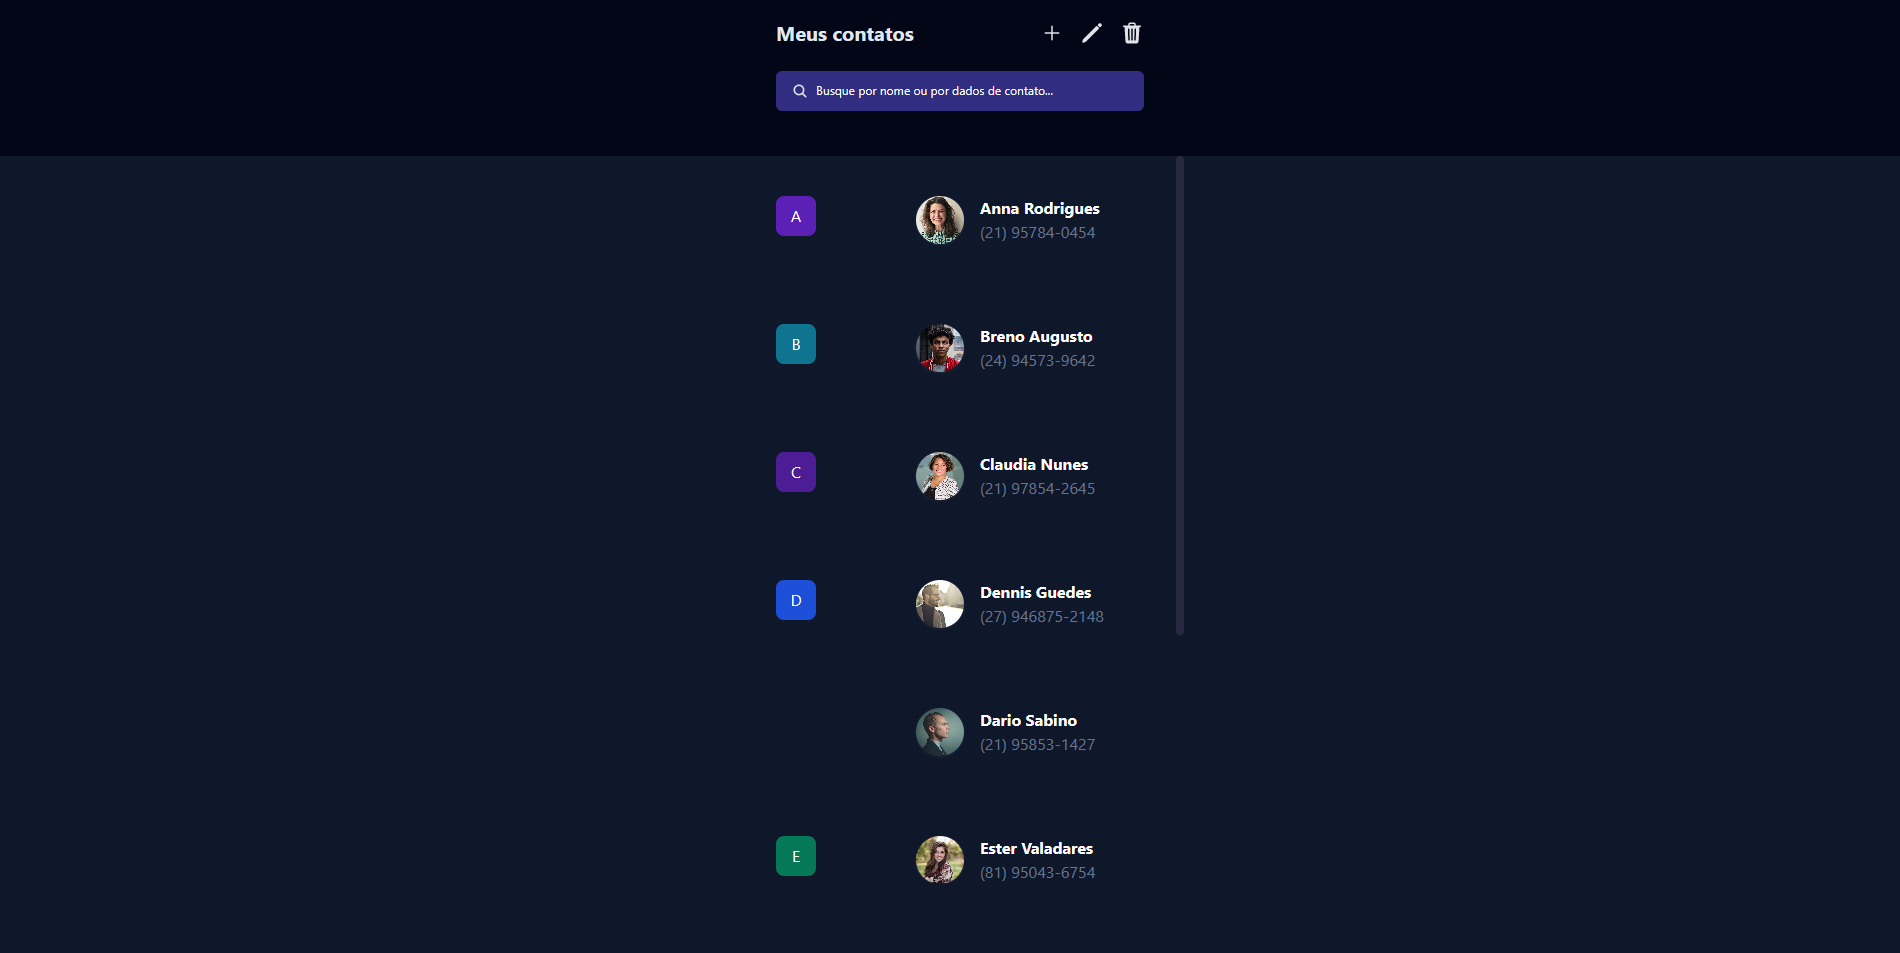 Meus contatos
Busque por nome ou por dados de contato...
A
Anna Rodrigues
(21) 95784-0454
B
Breno Augusto
(24) 94573-9642
C
Claudia Nunes
(21) 97854-2645
D
Dennis Guedes
(27) 946875-2148
Dario Sabino
(21) 95853-1427
E
Ester Valadares
(81) 95043-6754